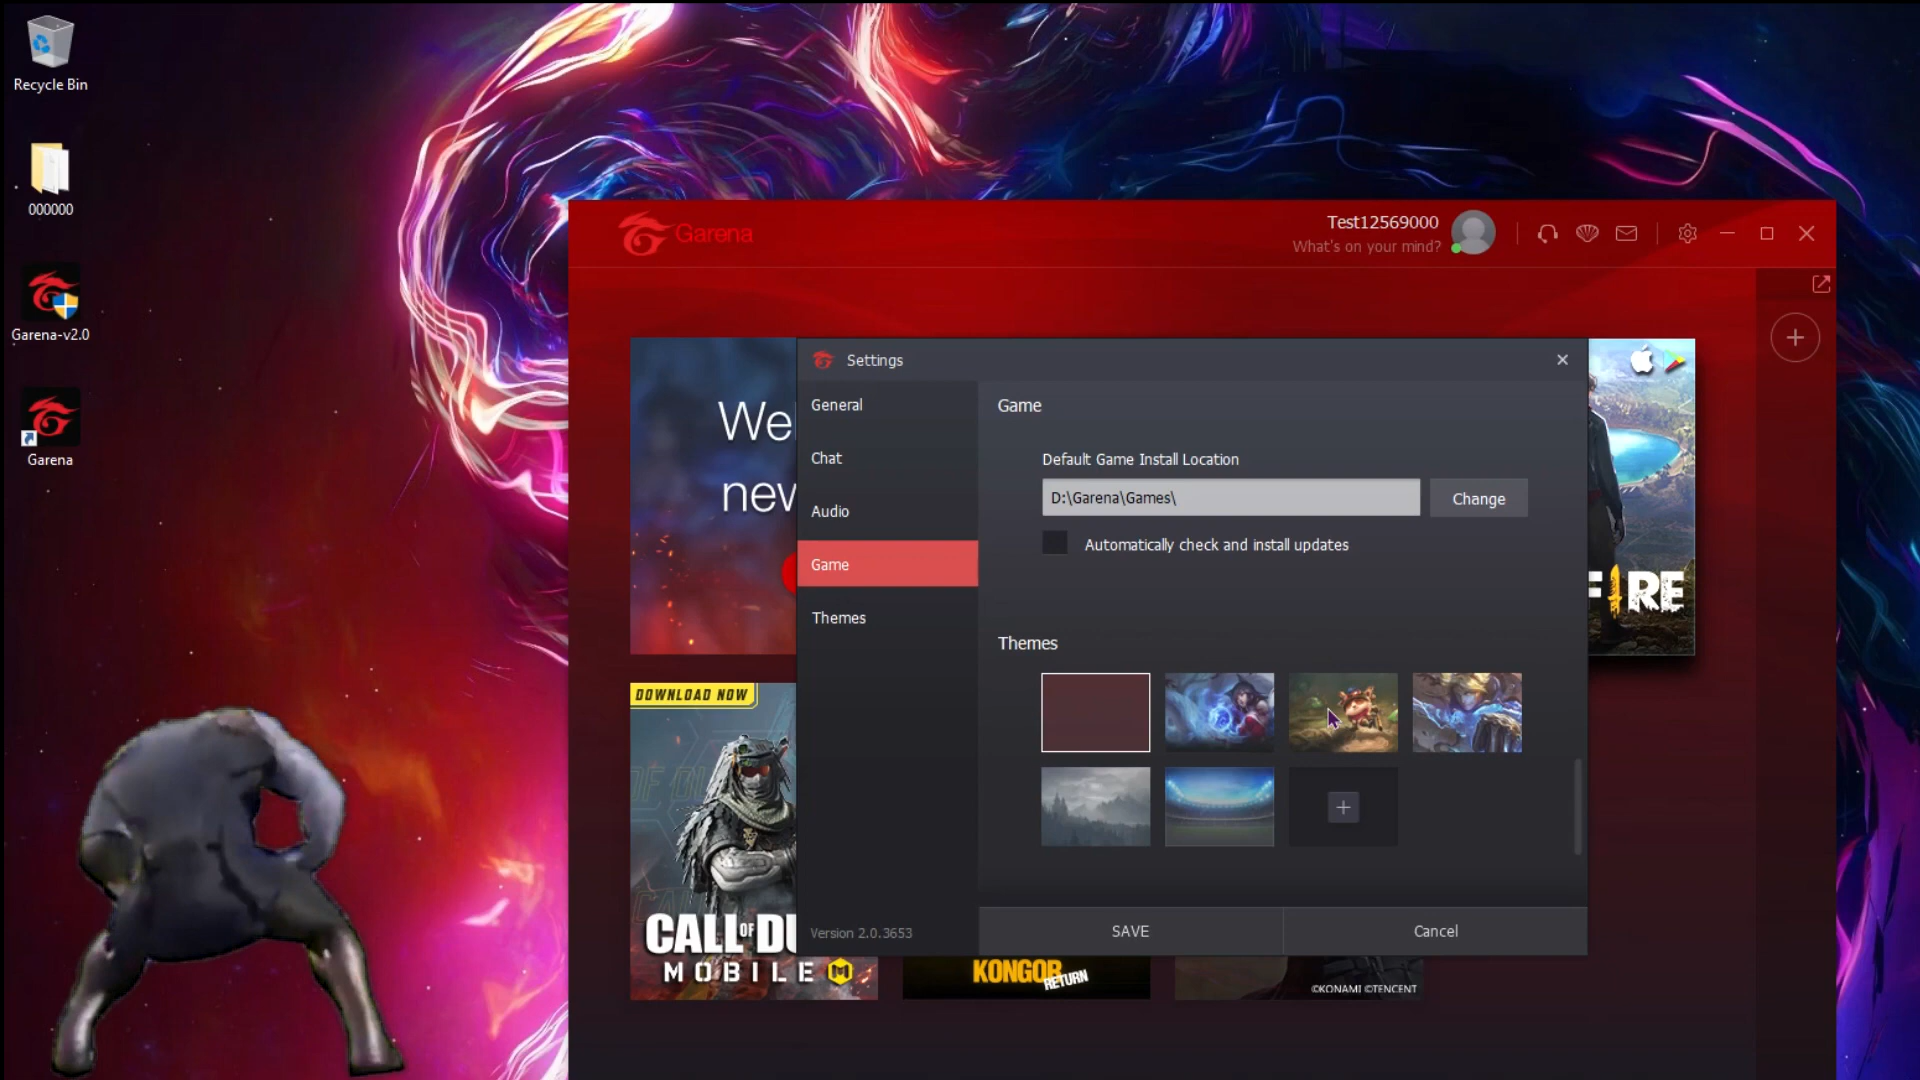 Recycle Bin
000000
Garena-v2.0
Garena
Garena
Test12569000
What's on your mind?
We
new
Settings
General
Chat
Audio
Game
Themes
Version 2.0.3653
Game
Default Game Install Location
D:\Garena\Games\
Change
Automatically check and install updates
Themes
SAVE
Cancel
FIRE
DOWNLOAD NOW
CALL OF DU
MOBILE
KONGOR
RETURN
©KONAMI ©TENCENT